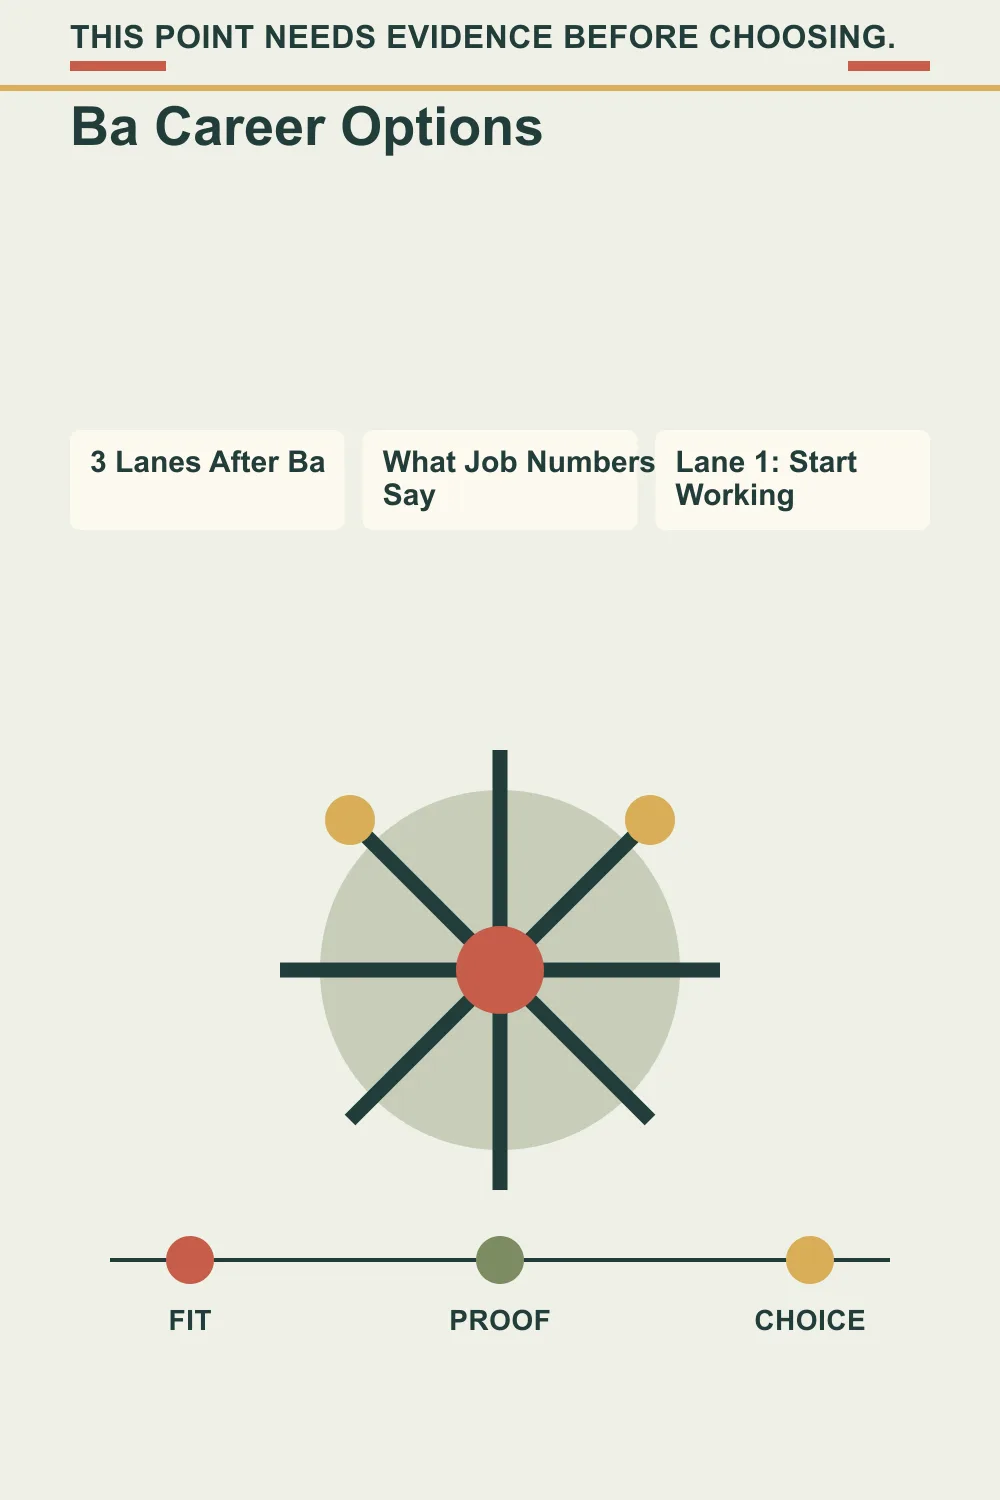 THIS POINT NEEDS EVIDENCE BEFORE CHOOSING.
Ba Career Options
3 Lanes After Ba
What Job Numbers
Say
Lane 1: Start
Working
FIT
PROOF
CHOICE